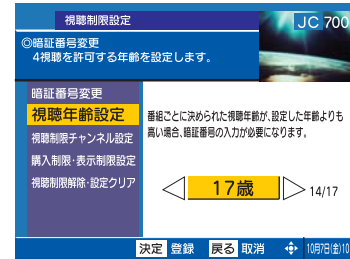 視聴制限設定
JC 700
◎暗証番号変更
4視聴を許可する年齢を設定します。
暗証番号変更
視聴年齢設定
視聴制限チャンネル設定
購入制限・表示制限設定
視聴制限解除・設定クリア
番組ごとに決められた視聴年齢が、設定した年齢よりも
高い場合、暗証番号の入力が必要になります。
17歳
14/17
決定 登録 戻る 取消 10月7日(金)10